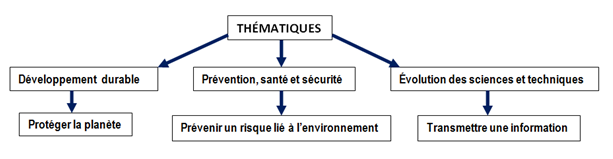 THÉMATIQUES
Développement durable
Prévention, santé et sécurité
Évolution des sciences et techniques
Protéger la planète
Prévenir un risque lié à l'environnement
Transmettre une information